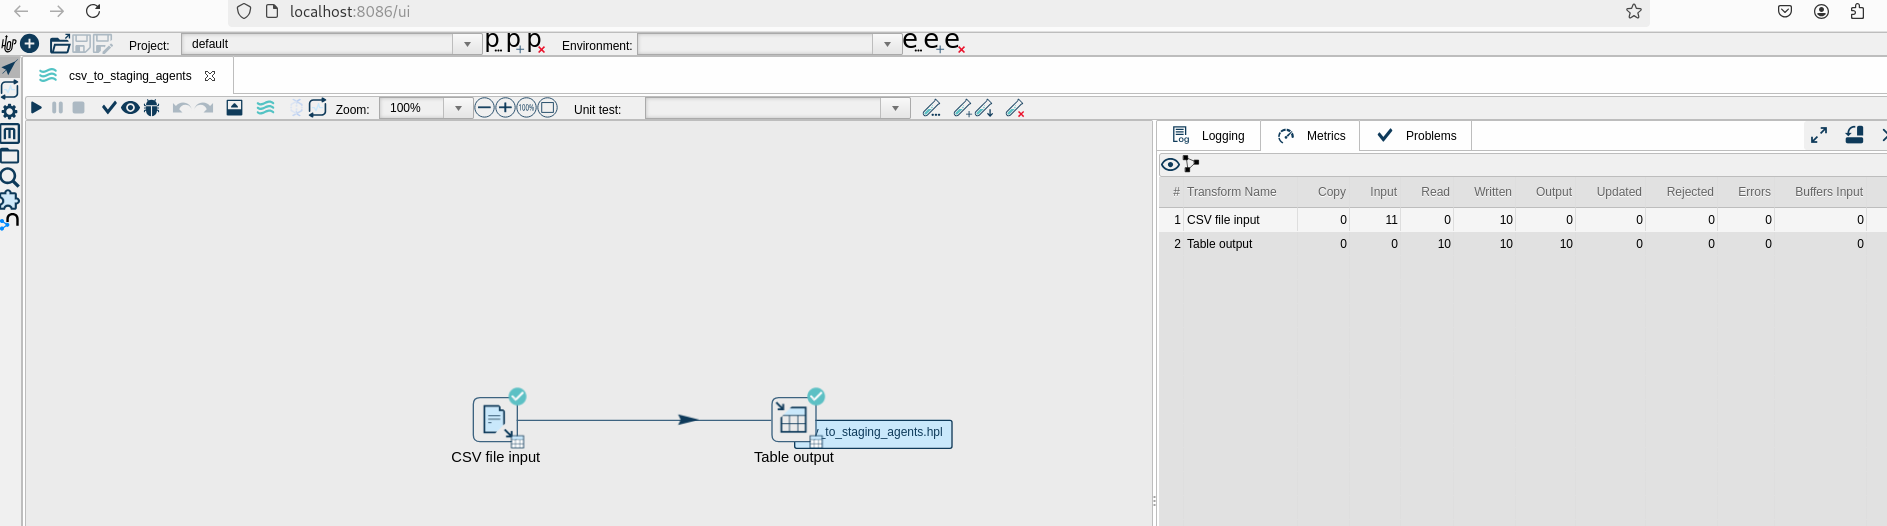 localhost:8086/ui
Project: default Environment:
csv_to_staging_agents
Zoom: 100% 100% Unit test:
Logging Metrics Problems
# Transform Name Copy Input Read Written Output Updated Rejected Errors Buffers Input
1 CSV file input 0 11 0 10 0 0 0 0 0
2 Table output 0 0 10 10 10 0 0 0 0
_to_staging_agents.hpl
CSV file input Table output